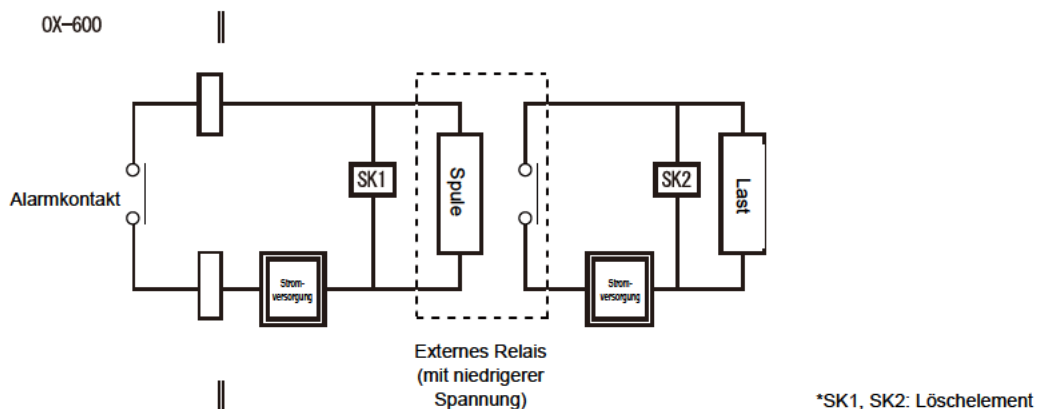 OX-600
Alarmkontakt
SK1
Spule
SK2
Last
Strom-
versorgung
Strom-
versorgung
Externes Relais
(mit niedrigerer
Spannung)
*SK1, SK2: Löschelement